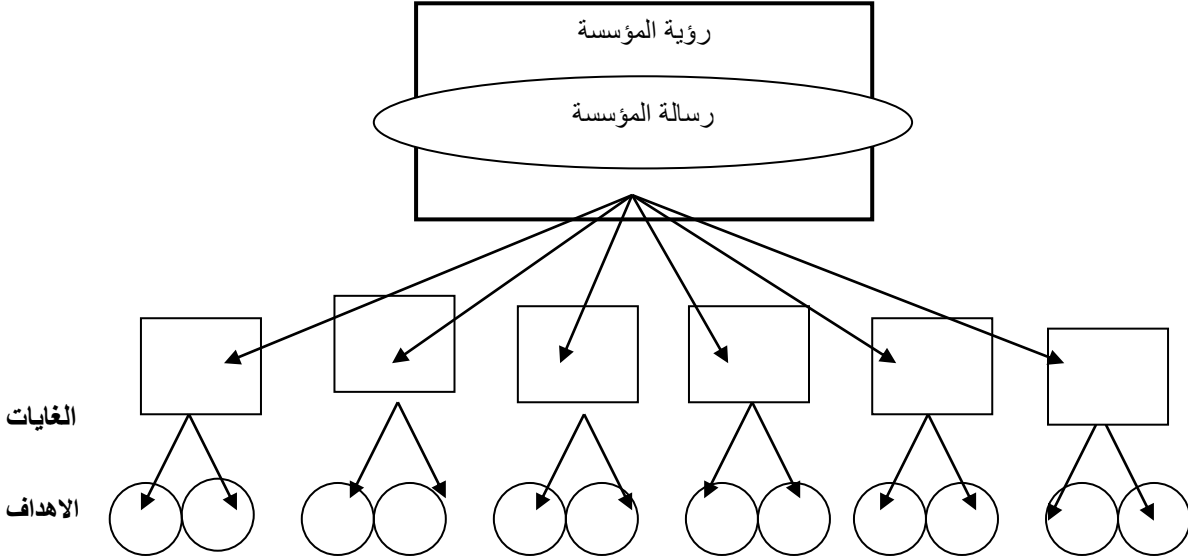 رؤية المؤسسة
رسالة المؤسسة
الغايات
الاهداف